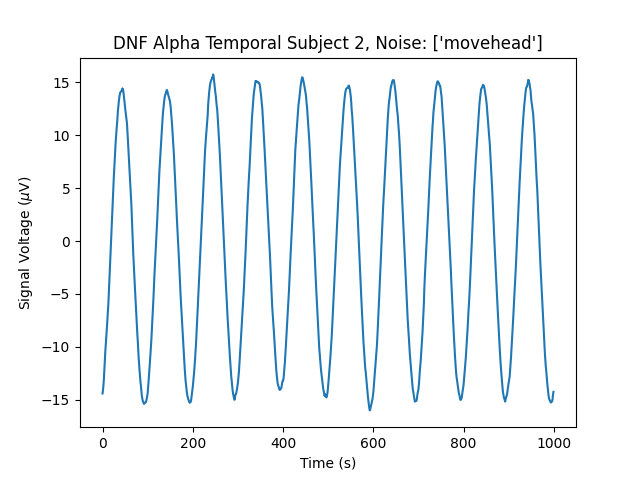 DNF Alpha Temporal Subject 2, Noise: ['movehead']
15
10
5
0
−5
−10
−15
Signal Voltage (μV)
0 200 400 600 800 1000
Time (s)